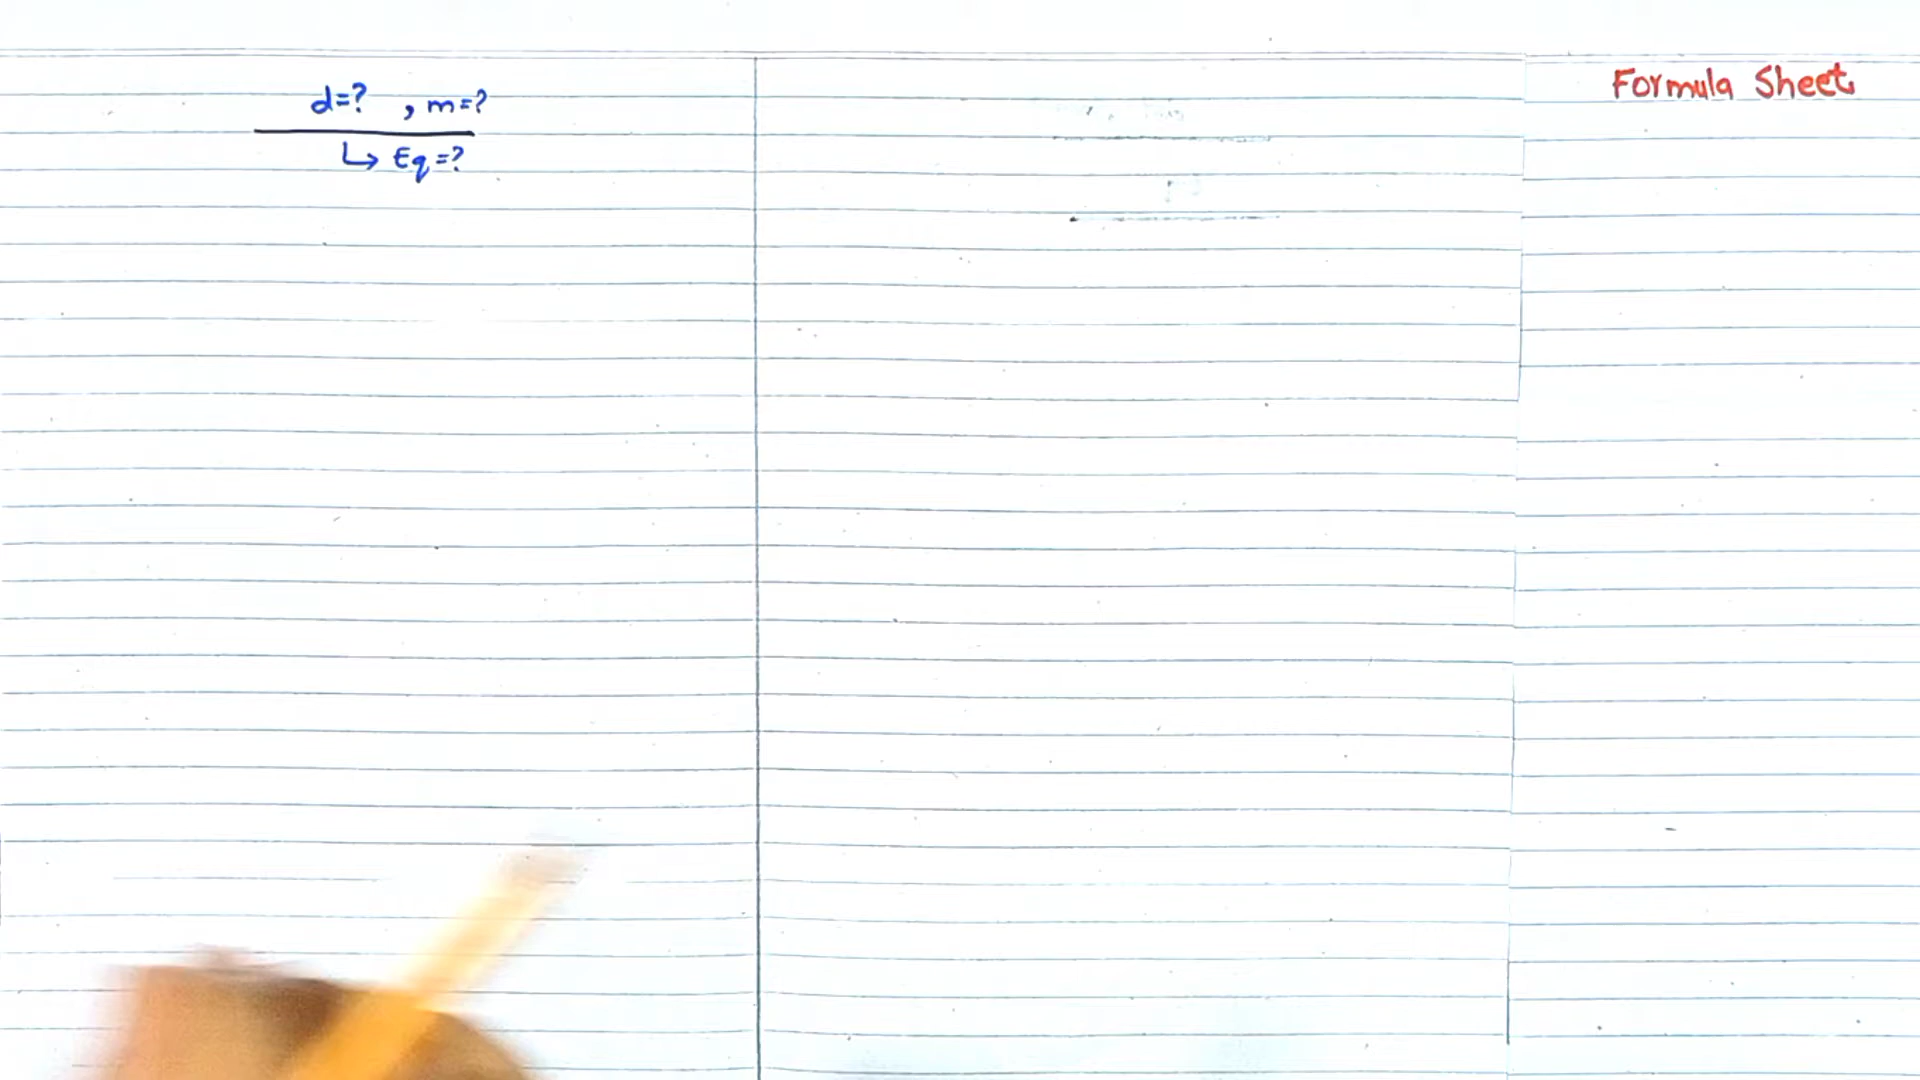 d=? , m=?
↳ Eq=?
Formula Sheet